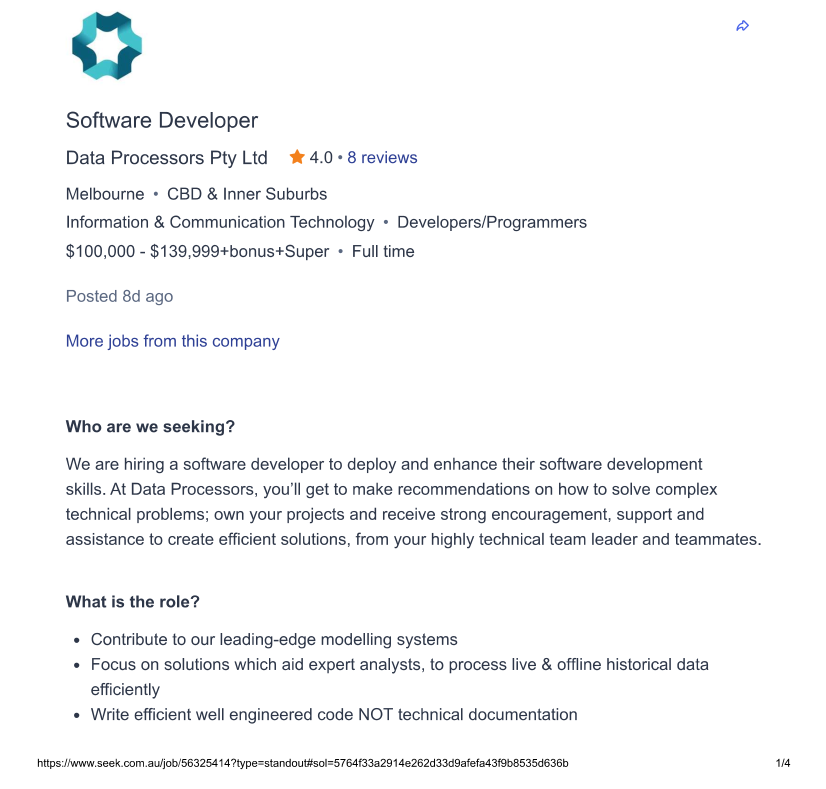 Software Developer
Data Processors Pty Ltd 4.0 • 8 reviews
Melbourne • CBD & Inner Suburbs
Information & Communication Technology • Developers/Programmers
$100,000 - $139,999+bonus+Super • Full time
Posted 8d ago
More jobs from this company
Who are we seeking?
We are hiring a software developer to deploy and enhance their software development
skills. At Data Processors, you’ll get to make recommendations on how to solve complex
technical problems; own your projects and receive strong encouragement, support and
assistance to create efficient solutions, from your highly technical team leader and teammates.
What is the role?
• Contribute to our leading-edge modelling systems
• Focus on solutions which aid expert analysts, to process live & offline historical data
efficiently
• Write efficient well engineered code NOT technical documentation
https://www.seek.com.au/job/56325414?type=standout#sol=5764f33a2914e262d33d9afefa43f9b8535d636b 1/4